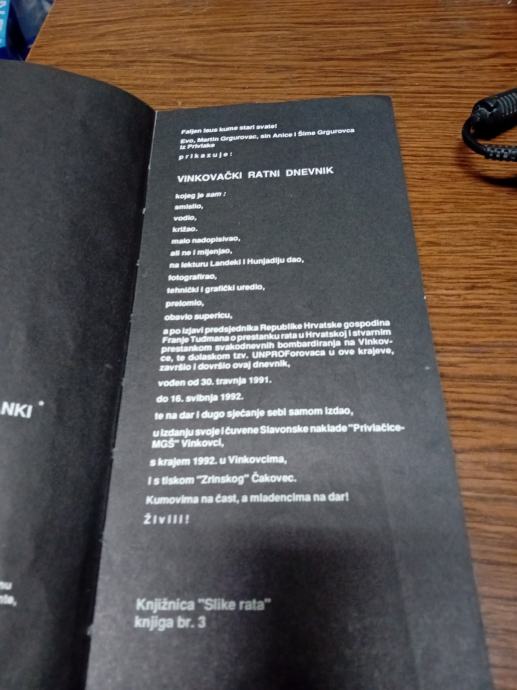 Faljen Isus kume stari svate!
Evo, Martin Grgurovac, sin Anice i Šime Grgurovca
iz Privlake
prikazuje:
VINKOVAČKI RATNI DNEVNIK
kojeg je sam:
smislio,
vodio,
križao.
malo nadopisivao,
ali ne i mijenjao,
na lekturu Landeki i Hunjadiju dao,
fotografirao,
tehnički i grafički uredio,
prelomio,
obavio supericu,
a po izjavi predsjednika Republike Hrvatske gospodina
Franje Tuđmana o prestanku rata u Hrvatskoj i stvarnim
prestankom svakodnevnih bombardiranja na Vinkov-
ce, te dolaskom tzv. UNPROForovaca u ove krajeve,
završio i dovršio ovaj dnevnik,
vođen od 30. travnja 1991.
do 16. svibnja 1992.
te na dar i dugo sjećanje sebi samom izdao,
u izdanju svoje i čuvene Slavonske naklade "Privlačice-
MGŠ" Vinkovci,
s krajem 1992. u Vinkovcima,
i s tiskom "Zrinskog" Čakovec.
Kumovima na čast, a mladencima na dar!
Živili!
Knjižnica "Slike rata"
knjiga br. 3
NKI